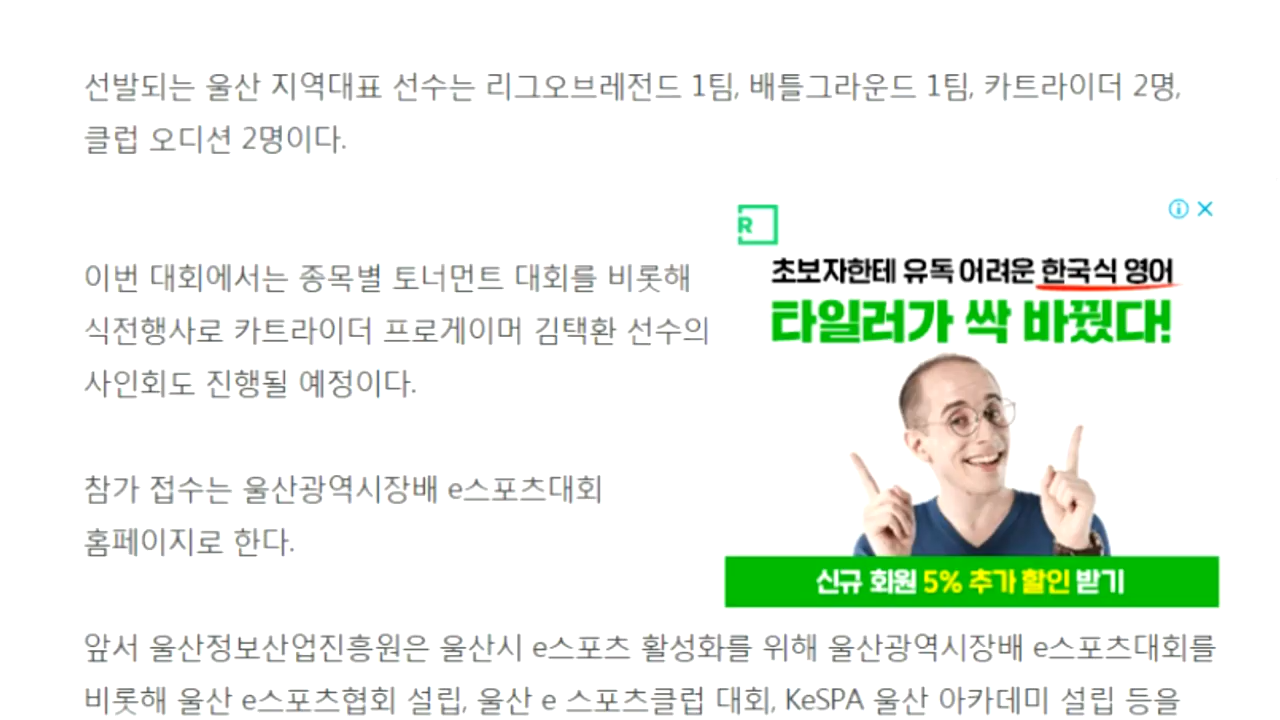 선발되는 울산 지역대표 선수는 리그오브레전드 1팀, 배틀그라운드 1팀, 카트라이더 2명,
클럽 오디션 2명이다.
이번 대회에서는 종목별 토너먼트 대회를 비롯해
식전행사로 카트라이더 프로게이머 김택환 선수의
사인회도 진행될 예정이다.
참가 접수는 울산광역시장배 e스포츠대회
홈페이지로 한다.
R
초보자한테 유독 어려운 한국식 영어
타일러가 싹 바꿨다!
신규 회원 5% 추가 할인 받기
앞서 울산정보산업진흥원은 울산시 e스포츠 활성화를 위해 울산광역시장배 e스포츠대회를
비롯해 울산 e스포츠협회 설립, 울산 e 스포츠클럽 대회, KeSPA 울산 아카데미 설립 등을